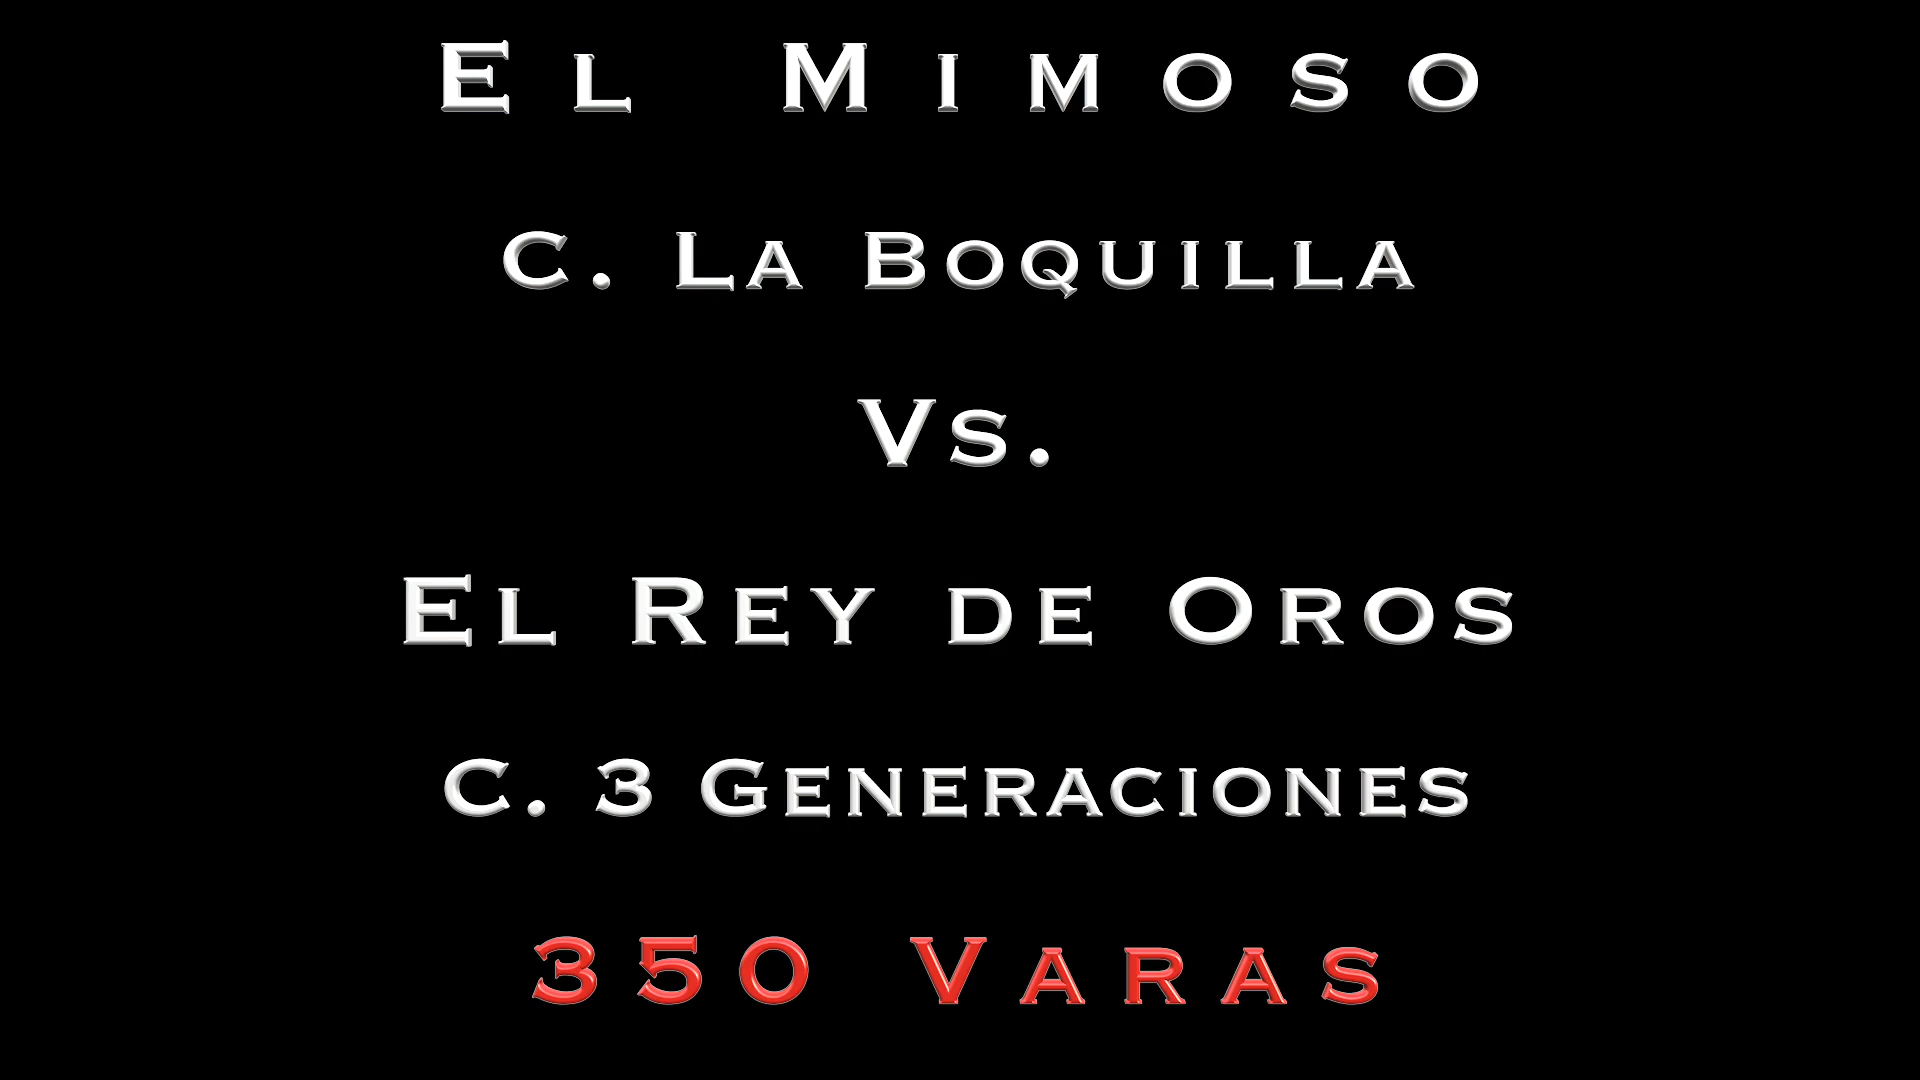 El Mimoso
C. La Boquilla
Vs.
El Rey de Oros
C. 3 Generaciones
350 Varas